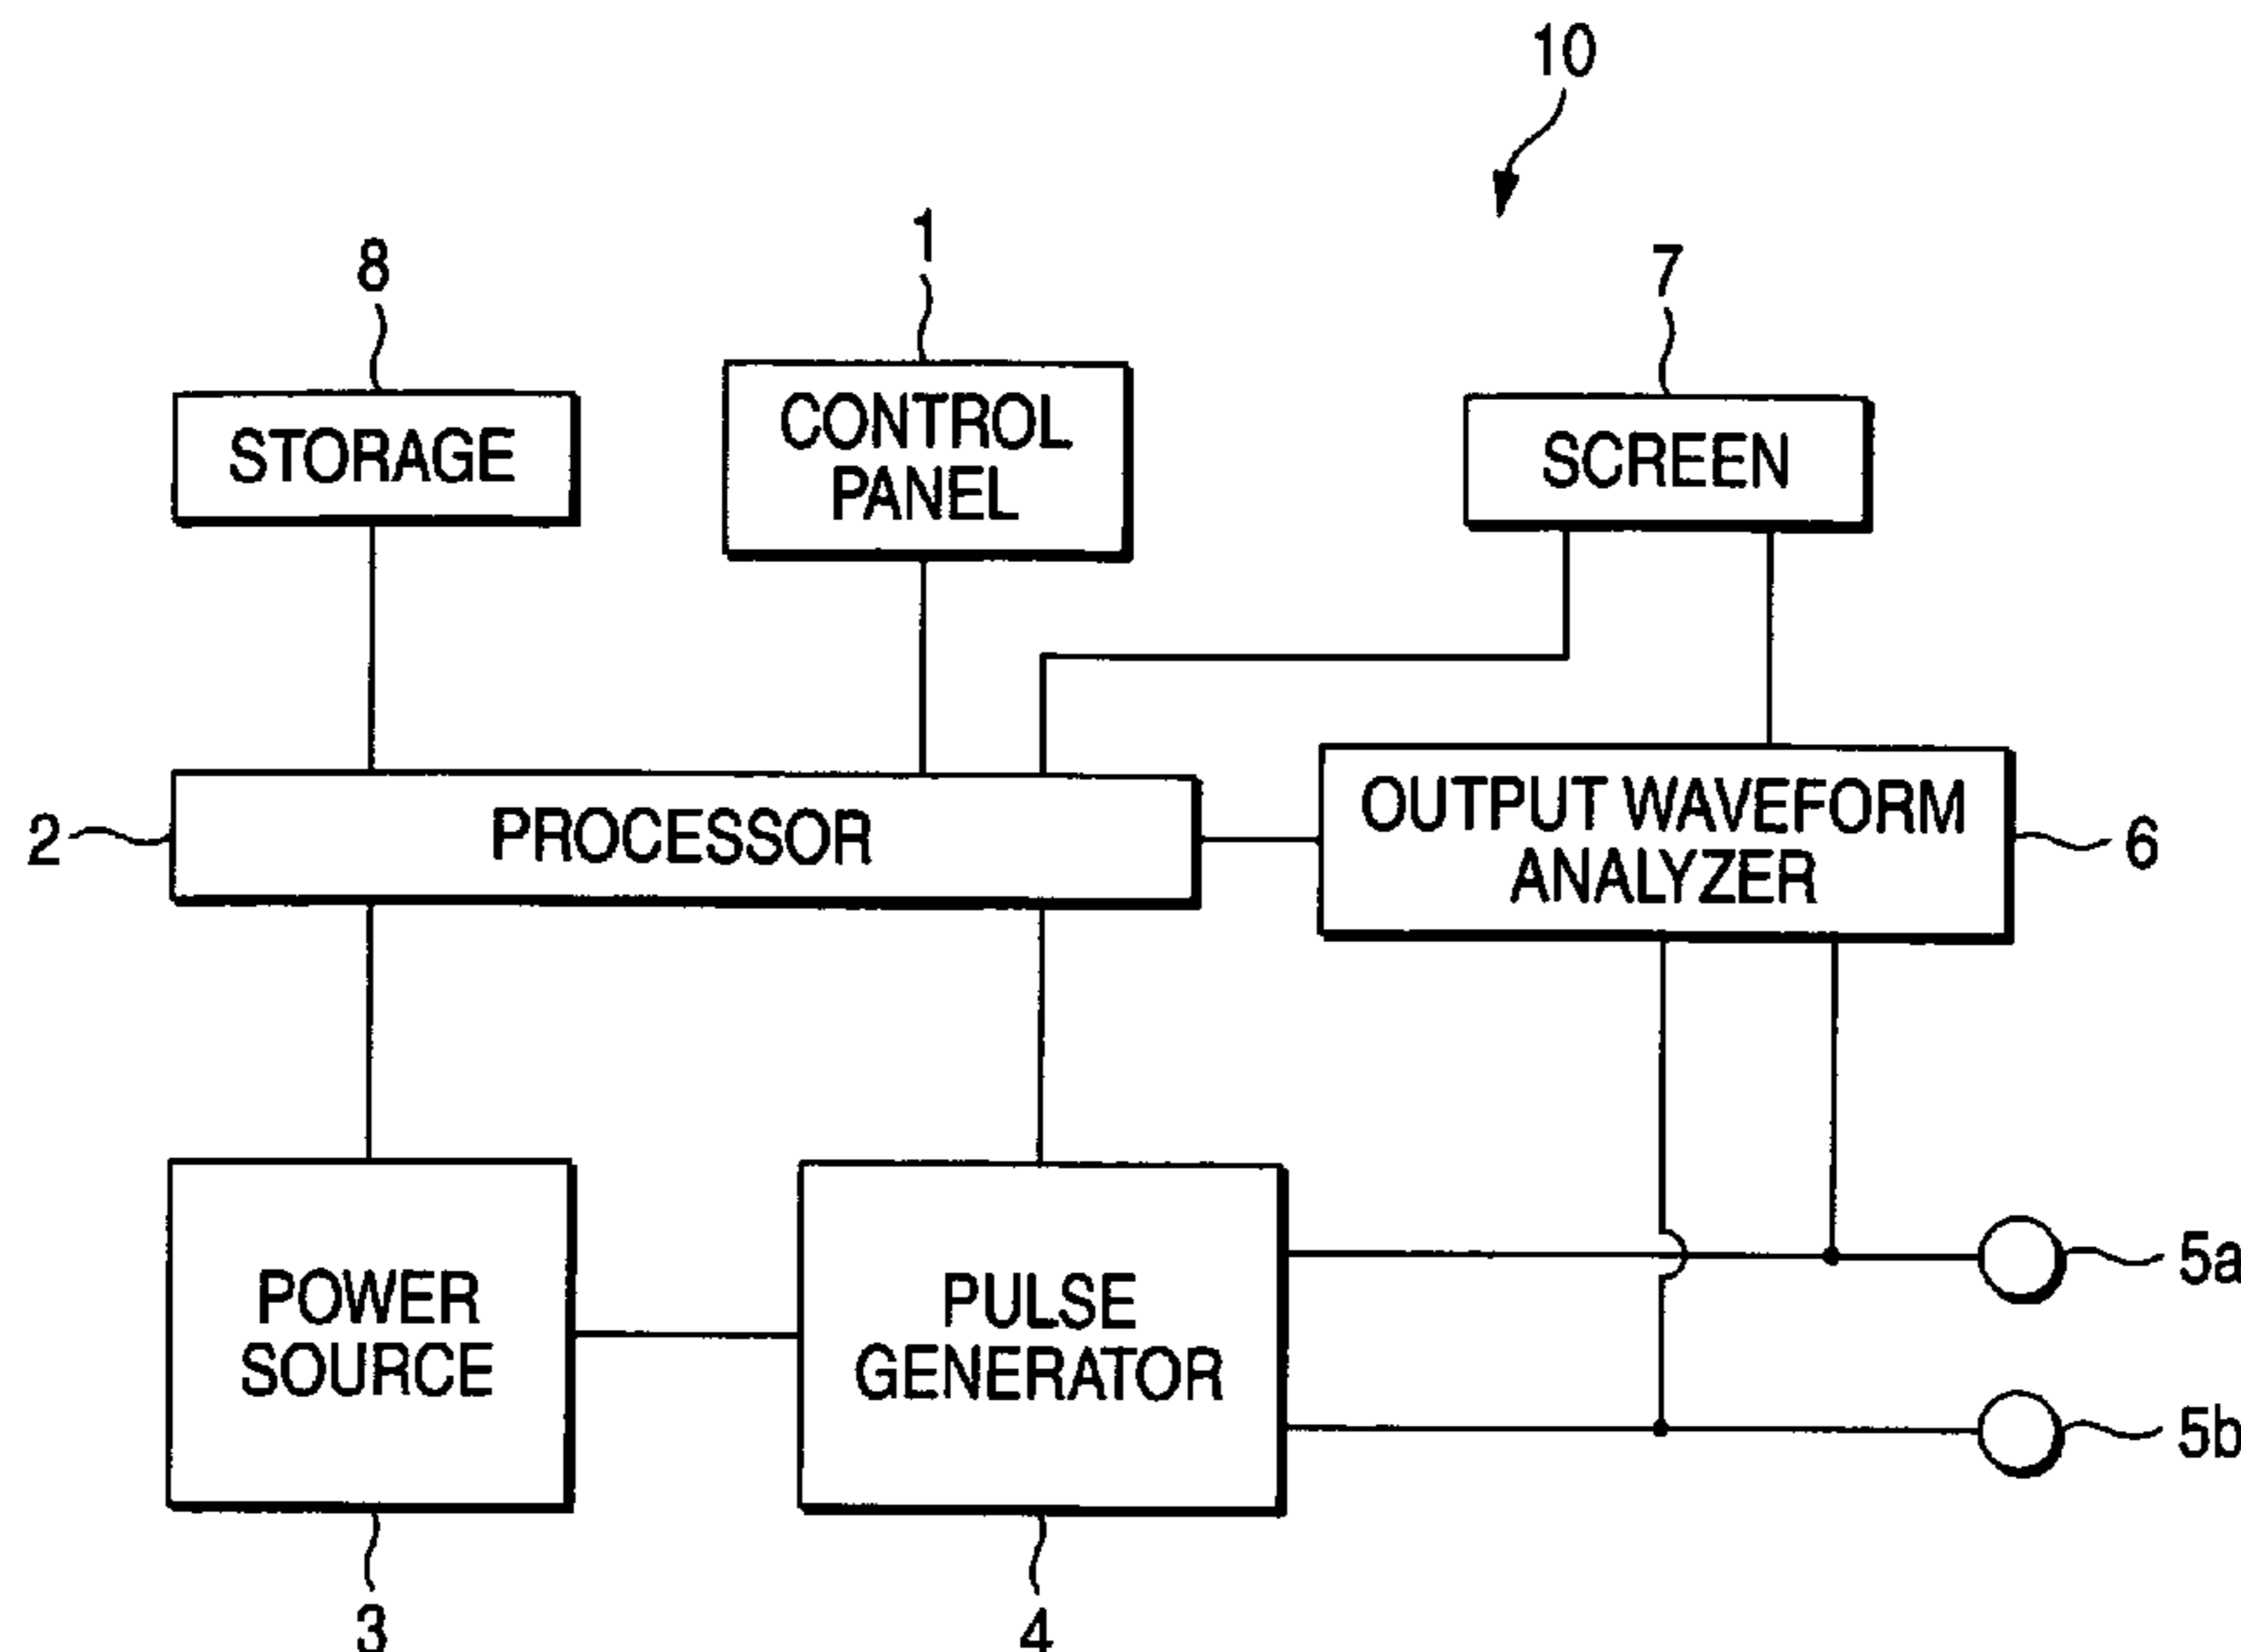 10
8
1
7
STORAGE
CONTROL
PANEL
SCREEN
2
PROCESSOR
OUTPUT WAVEFORM
ANALYZER
6
POWER
SOURCE
PULSE
GENERATOR
5a
5b
3
4